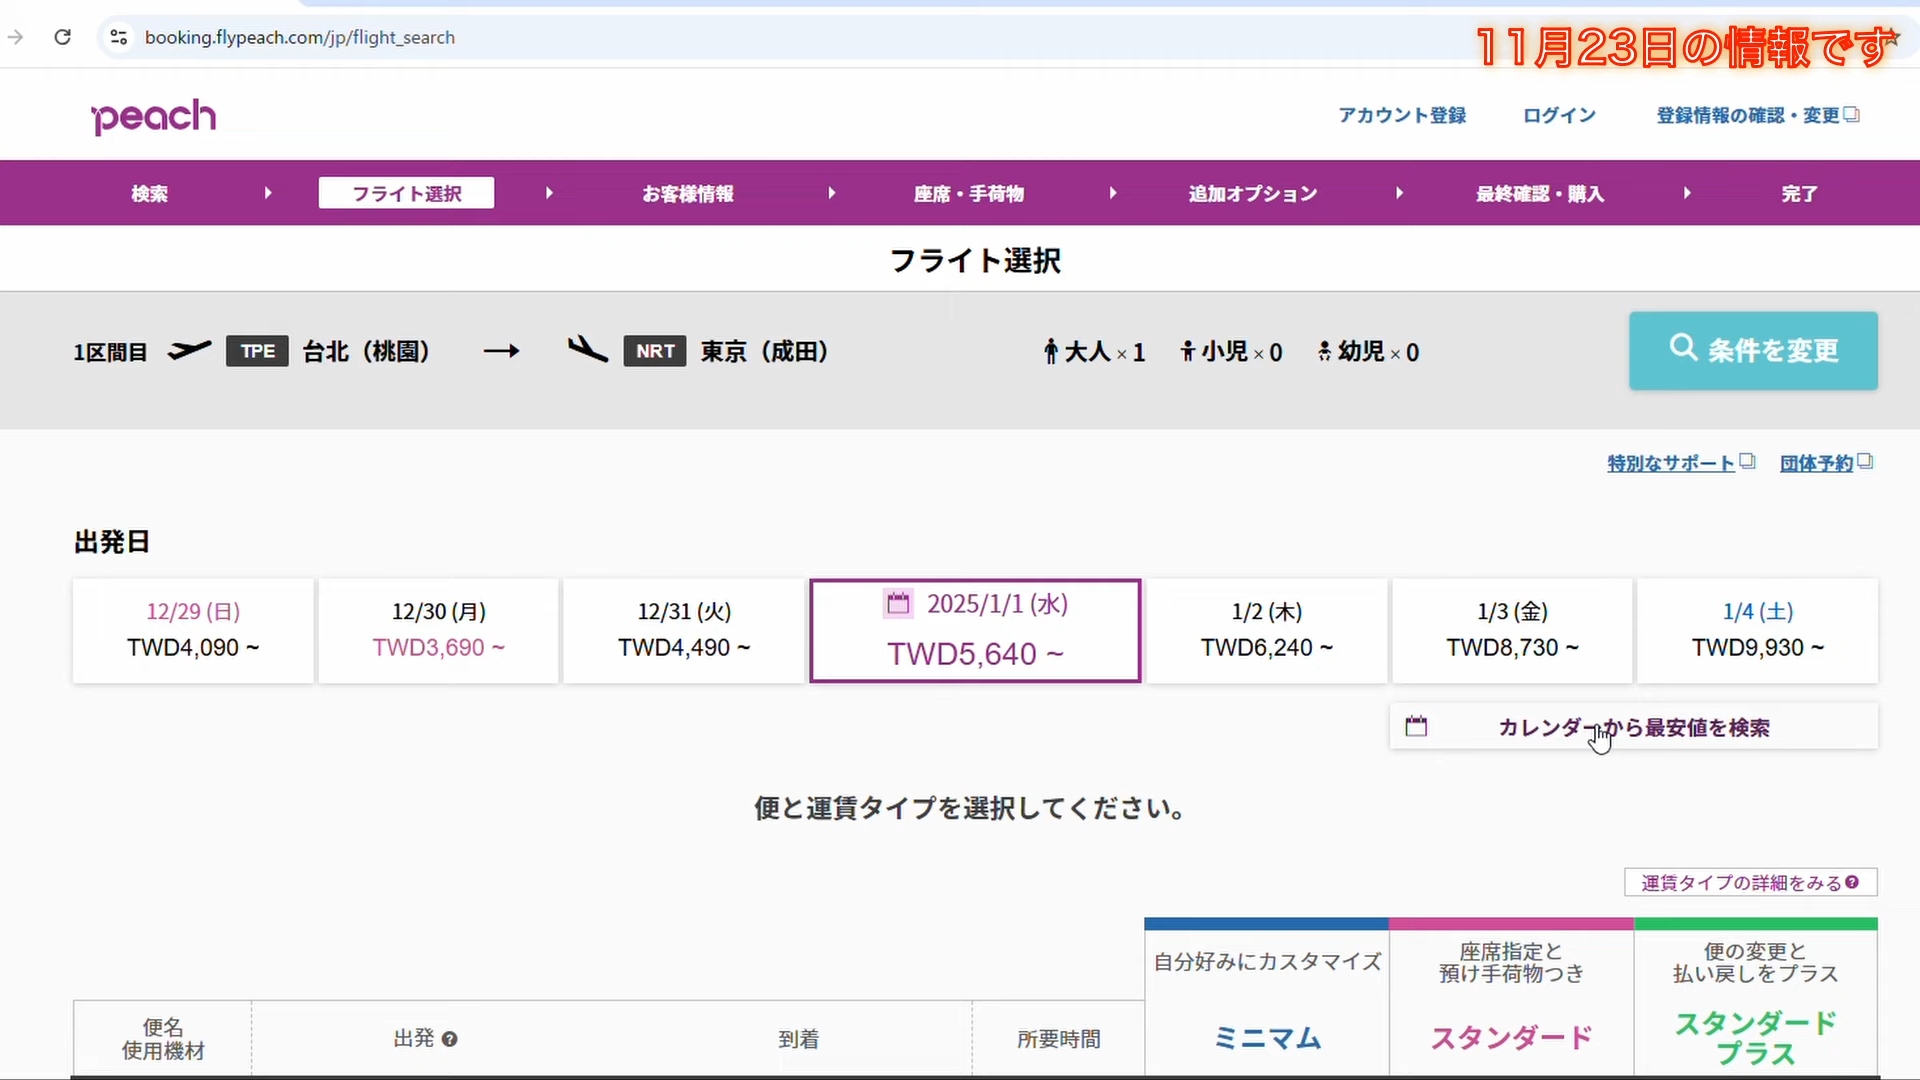 booking.flypeach.com/jp/flight_search
11月23日の情報です
peach
アカウント登録 ログイン 登録情報の確認・変更
検索 フライト選択 お客様情報 座席・手荷物 追加オプション 最終確認・購入 完了
フライト選択
1区間目 TPE 台北（桃園） → NRT 東京（成田） 大人×1 小児×0 幼児×0 条件を変更
特別なサポート 団体予約
出発日
12/29 (日) 12/30 (月) 12/31 (火) 2025/1/1 (水) 1/2 (木) 1/3 (金) 1/4 (土)
TWD4,090 ~ TWD3,690 ~ TWD4,490 ~ TWD5,640 ~ TWD6,240 ~ TWD8,730 ~ TWD9,930 ~
カレンダーから最安値を検索
便と運賃タイプを選択してください。
運賃タイプの詳細をみる?
自分好みにカスタマイズ
座席指定と
預け手荷物つき
便の変更と
払い戻しをプラス
便名
使用機材
出発 ?
到着
所要時間
ミニマム
スタンダード
スタンダード
プラス